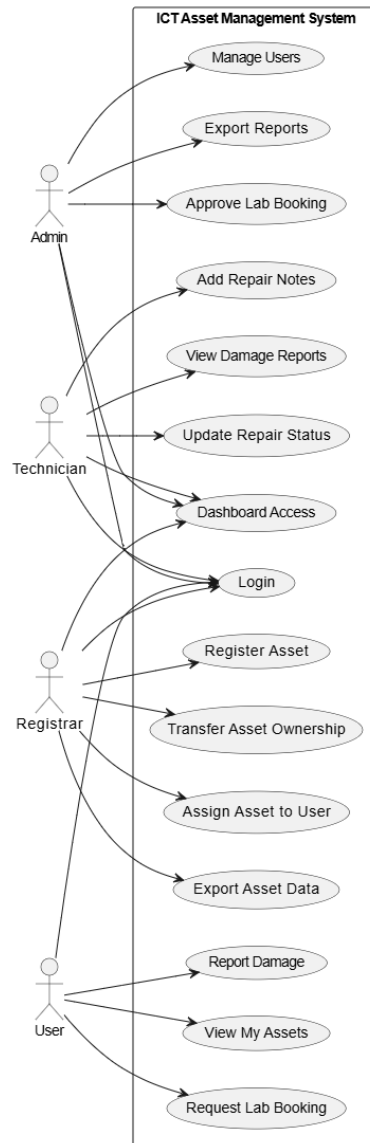 ICT Asset Management System
Manage Users
Export Reports
Approve Lab Booking
Admin
Add Repair Notes
View Damage Reports
Update Repair Status
Technician
Dashboard Access
Login
Register Asset
Registrar
Transfer Asset Ownership
Assign Asset to User
Export Asset Data
Report Damage
User
View My Assets
Request Lab Booking